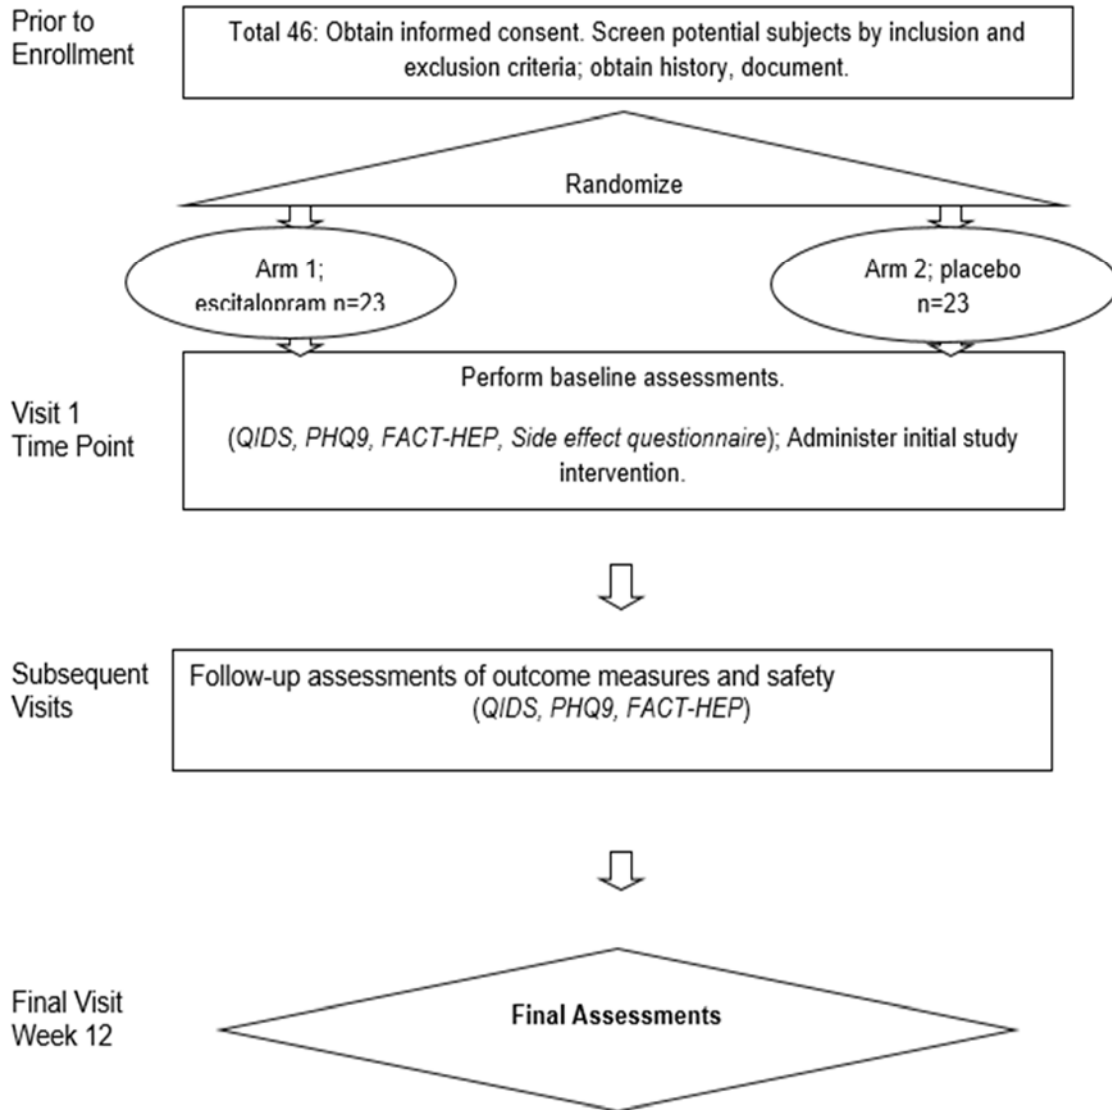 Prior to
Enrollment
Total 46: Obtain informed consent. Screen potential subjects by inclusion and
exclusion criteria; obtain history, document.
Randomize
Arm 1;
escitalopram n=23
Arm 2; placebo
n=23
Visit 1
Time Point
Perform baseline assessments.
(QIDS, PHQ9, FACT-HEP, Side effect questionnaire); Administer initial study
intervention.
Subsequent
Visits
Follow-up assessments of outcome measures and safety
(QIDS, PHQ9, FACT-HEP)
Final Visit
Week 12
Final Assessments